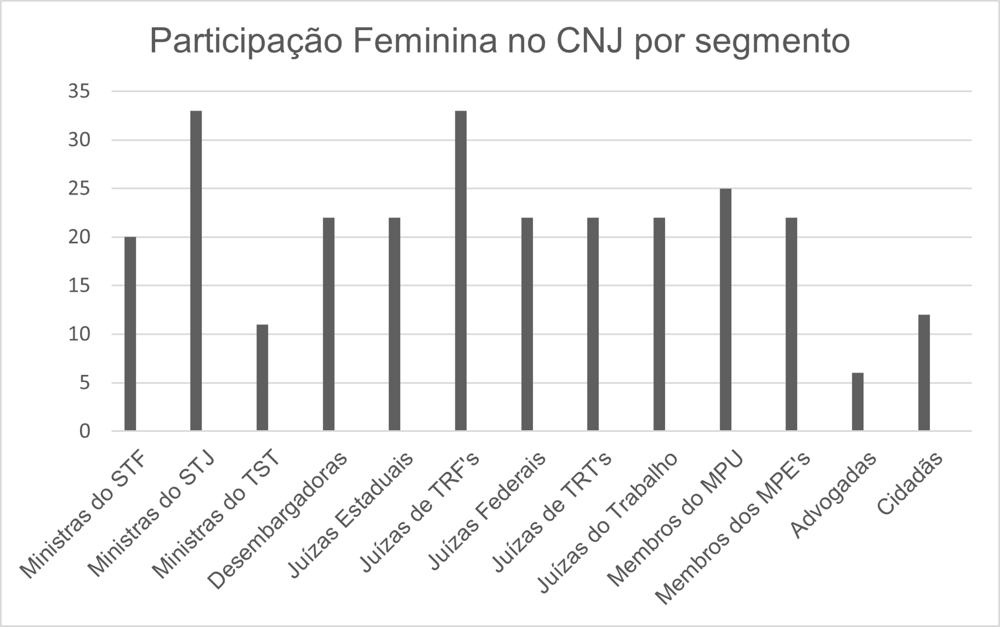 Participação Feminina no CNJ por segmento
35
30
25
20
15
10
5
0
Ministras do STF
Ministras do STJ
Ministras do TST
Desembargadoras
Juízas Estaduais
Juízas de TRF's
Juízas Federais
Juízas de TRT's
Juízas do Trabalho
Membros do MPU
Membros dos MPE's
Advogadas
Cidadãs